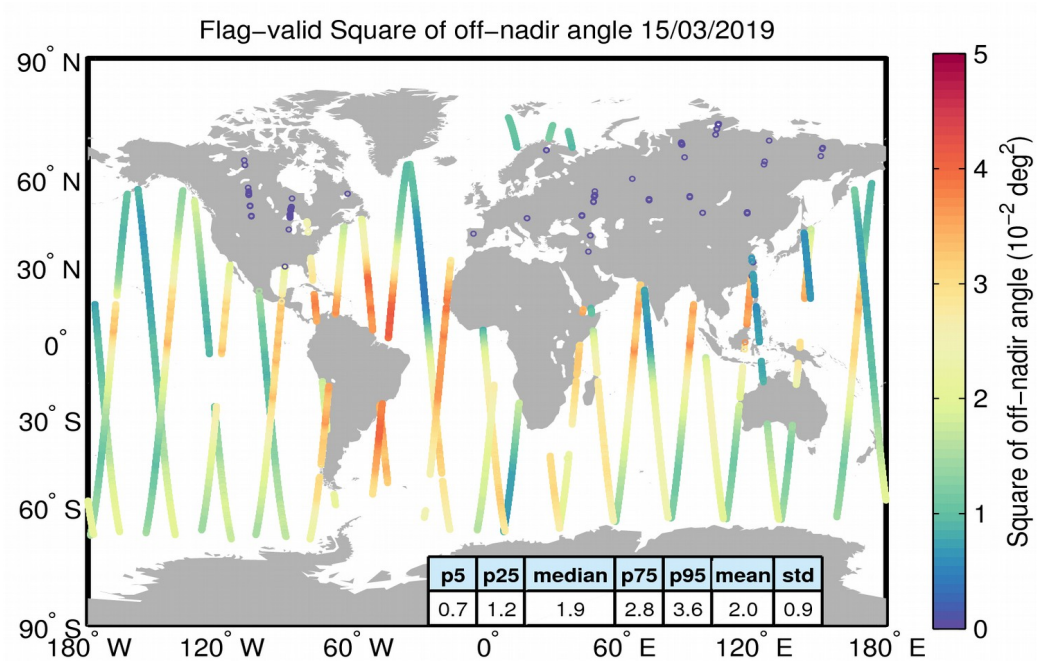 Flag-valid Square of off-nadir angle 15/03/2019
90° N
60° N
30° N
0°
30° S
60° S
90° S
180° W
120° W
60° W
0°
60° E
120° E
180° E
p5 p25 median p75 p95 mean std
0.7 1.2 1.9 2.8 3.6 2.0 0.9
5
4
3
2
1
0
Square of off-nadir angle (10⁻² deg²)